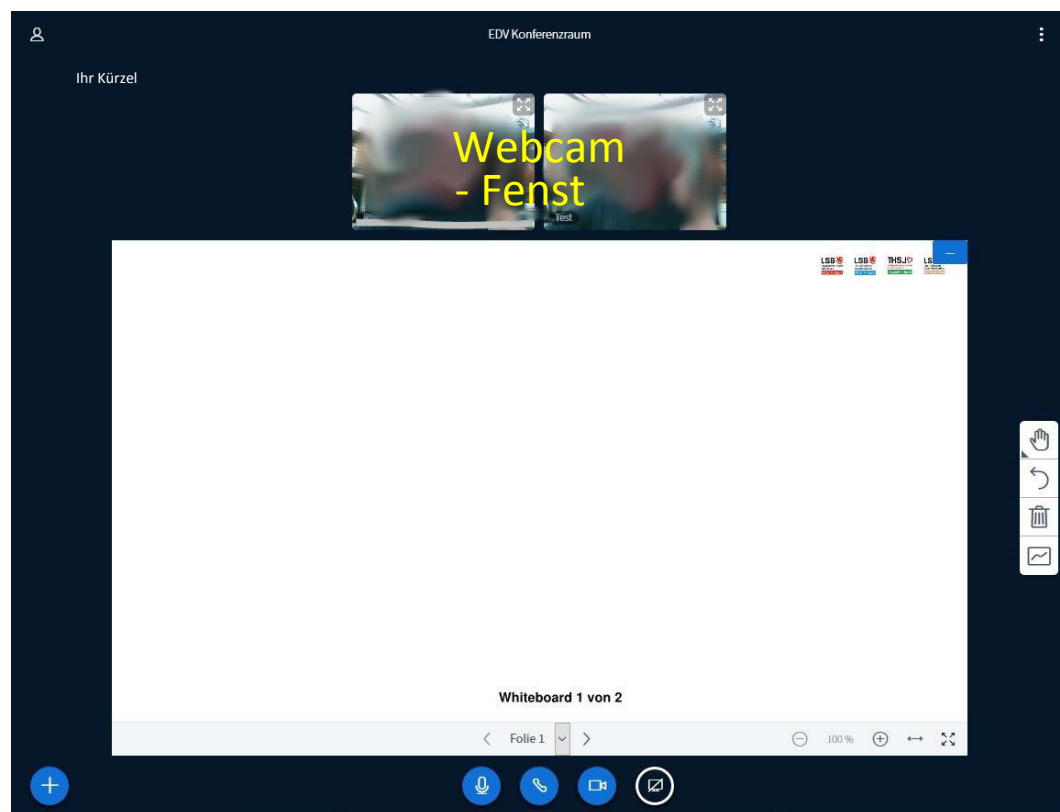 EDV Konferenzraum
Ihr Kürzel
Webcam
- Fenst
Test
LSB LSB THSJ LS
Whiteboard 1 von 2
Folie 1
100 %